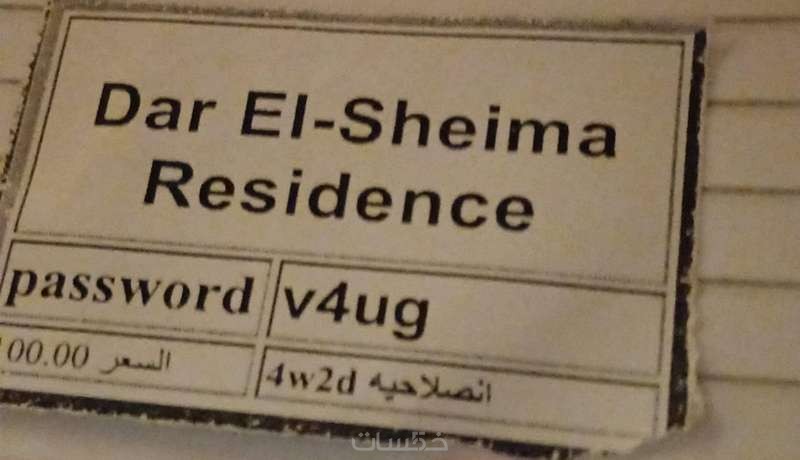 Dar El-Sheima
Residence
password v4ug
00.00 السعر
4w2d انصلاحيه
خمسات